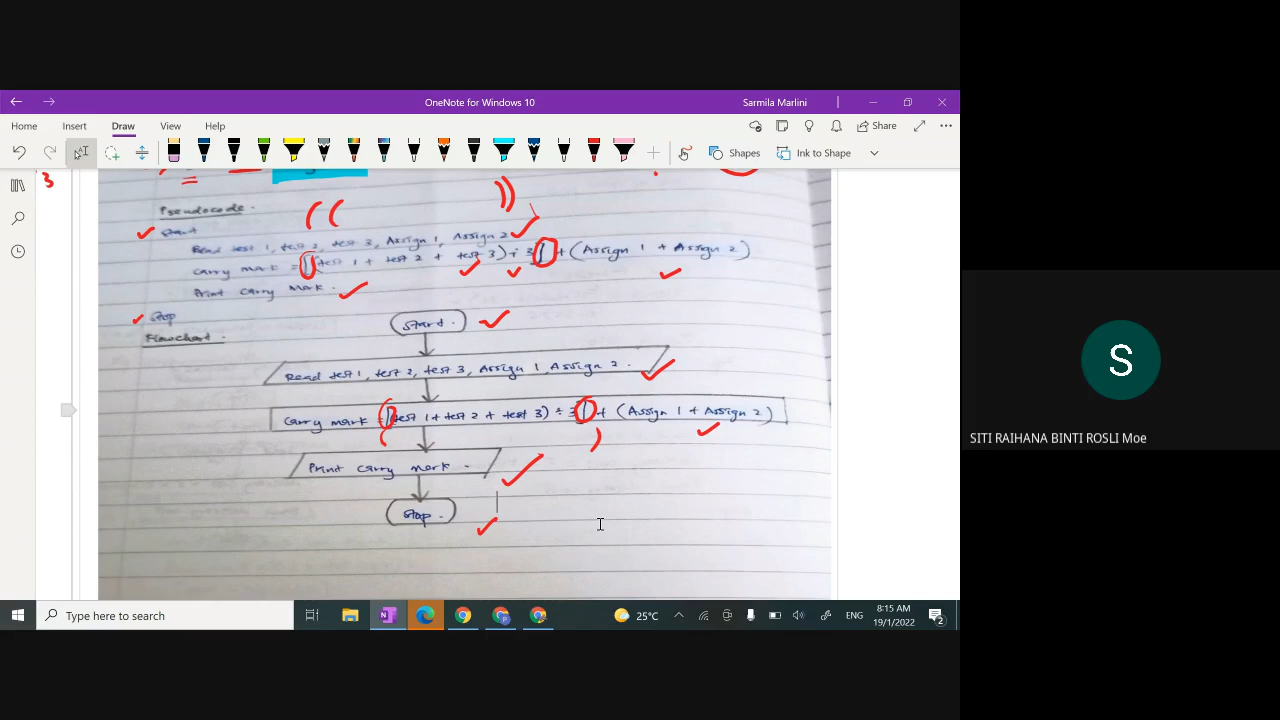 OneNote for Windows 10
Sarmila Marlini
Home Insert Draw View Help
Share
Shapes
Ink to Shape
3
Pseudocode.
Start
Read test 1, test 2, test 3, Assign 1, Assign 2
Carry mark = [(test 1 + test 2 + test 3) ÷ 3] + (Assign 1 + Assign 2)
Print Carry Mark.
Stop
Flowchart.
Start.
Read test 1, test 2, test 3, Assign 1, Assign 2.
Carry mark = [(test 1 + test 2 + test 3) ÷ 3] + (Assign 1 + Assign 2)
Print carry mark.
Stop.
S
SITI RAIHANA BINTI ROSLI Moe
Type here to search
25°C
ENG
8:15 AM
19/1/2022
2